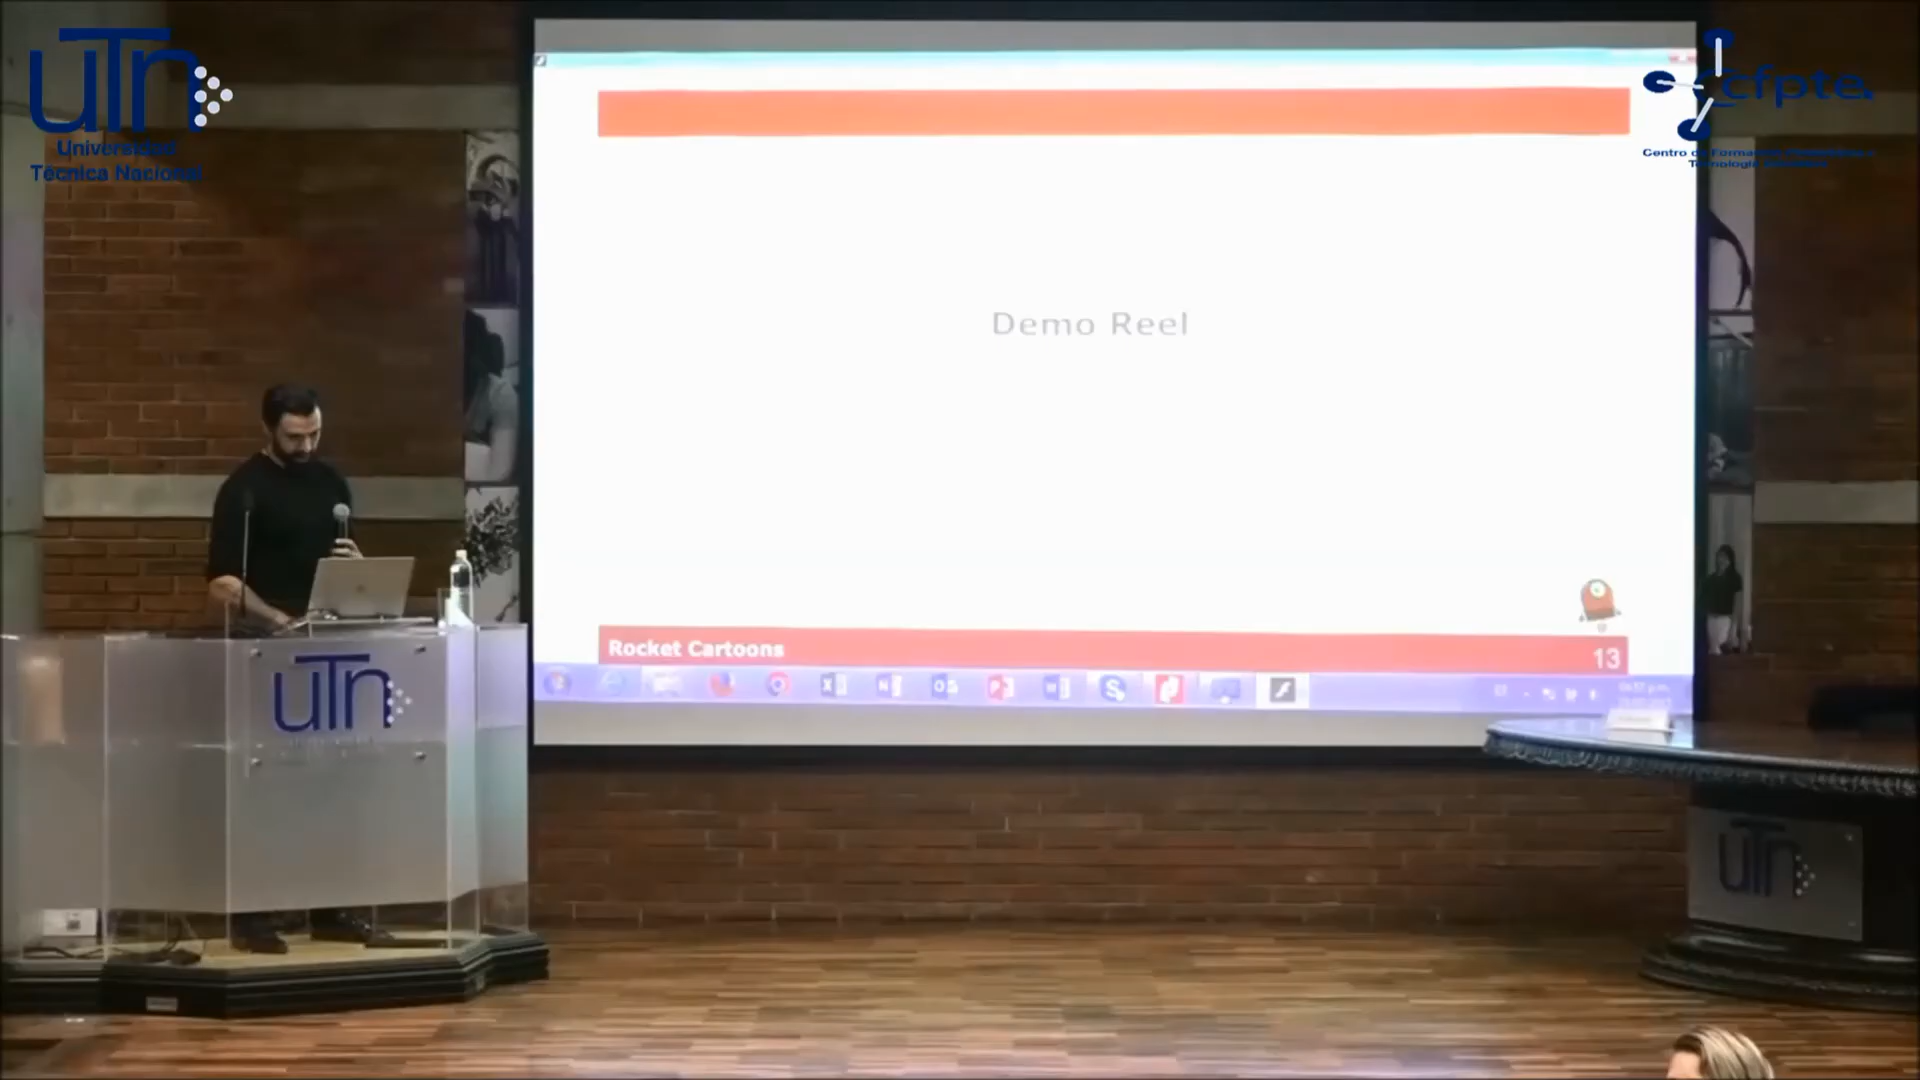 uTn
Universidad
Técnica Nacional
cfpte.
Demo Reel
Rocket Cartoons
13
uTn
uTn